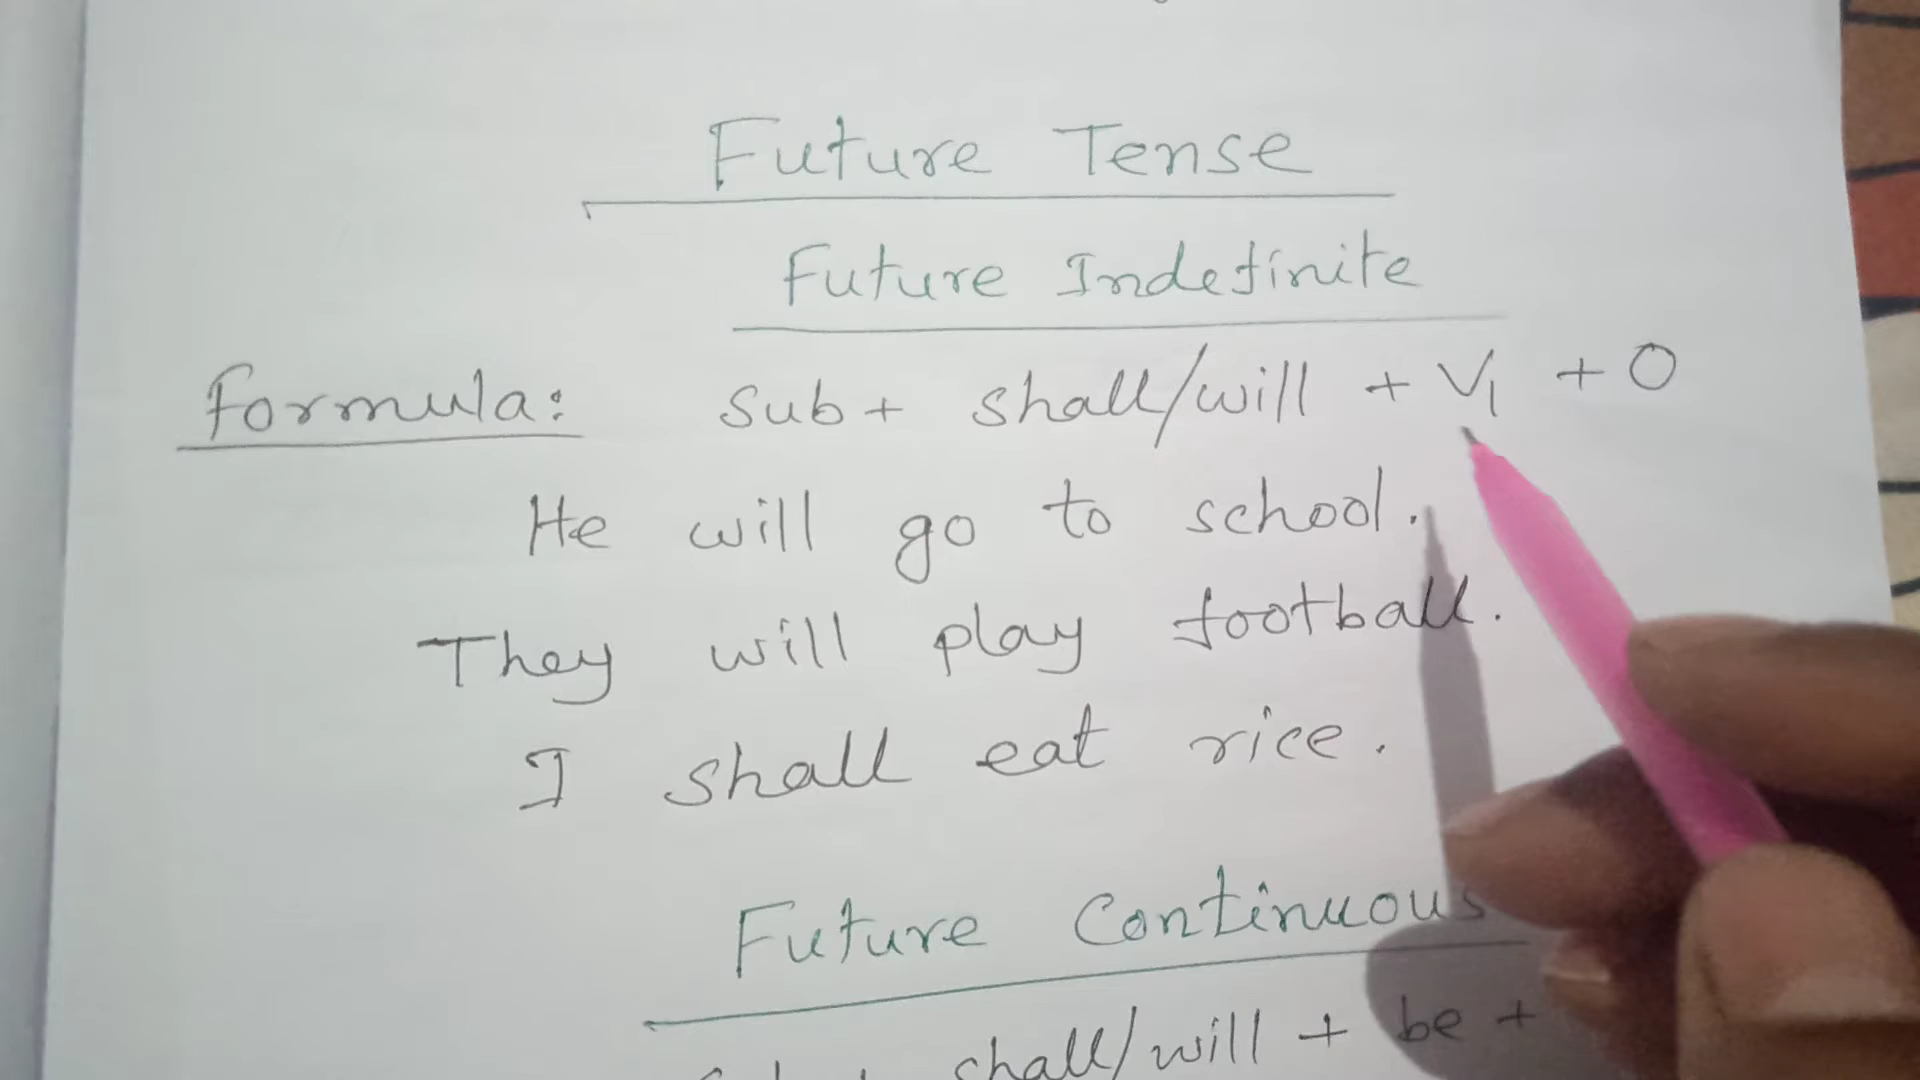 Future Tense
Future Indefinite
Formula: Sub + shall/will + V1 + O
He will go to school.
They will play football.
I shall eat rice.
Future Continuous
shall/will + be +